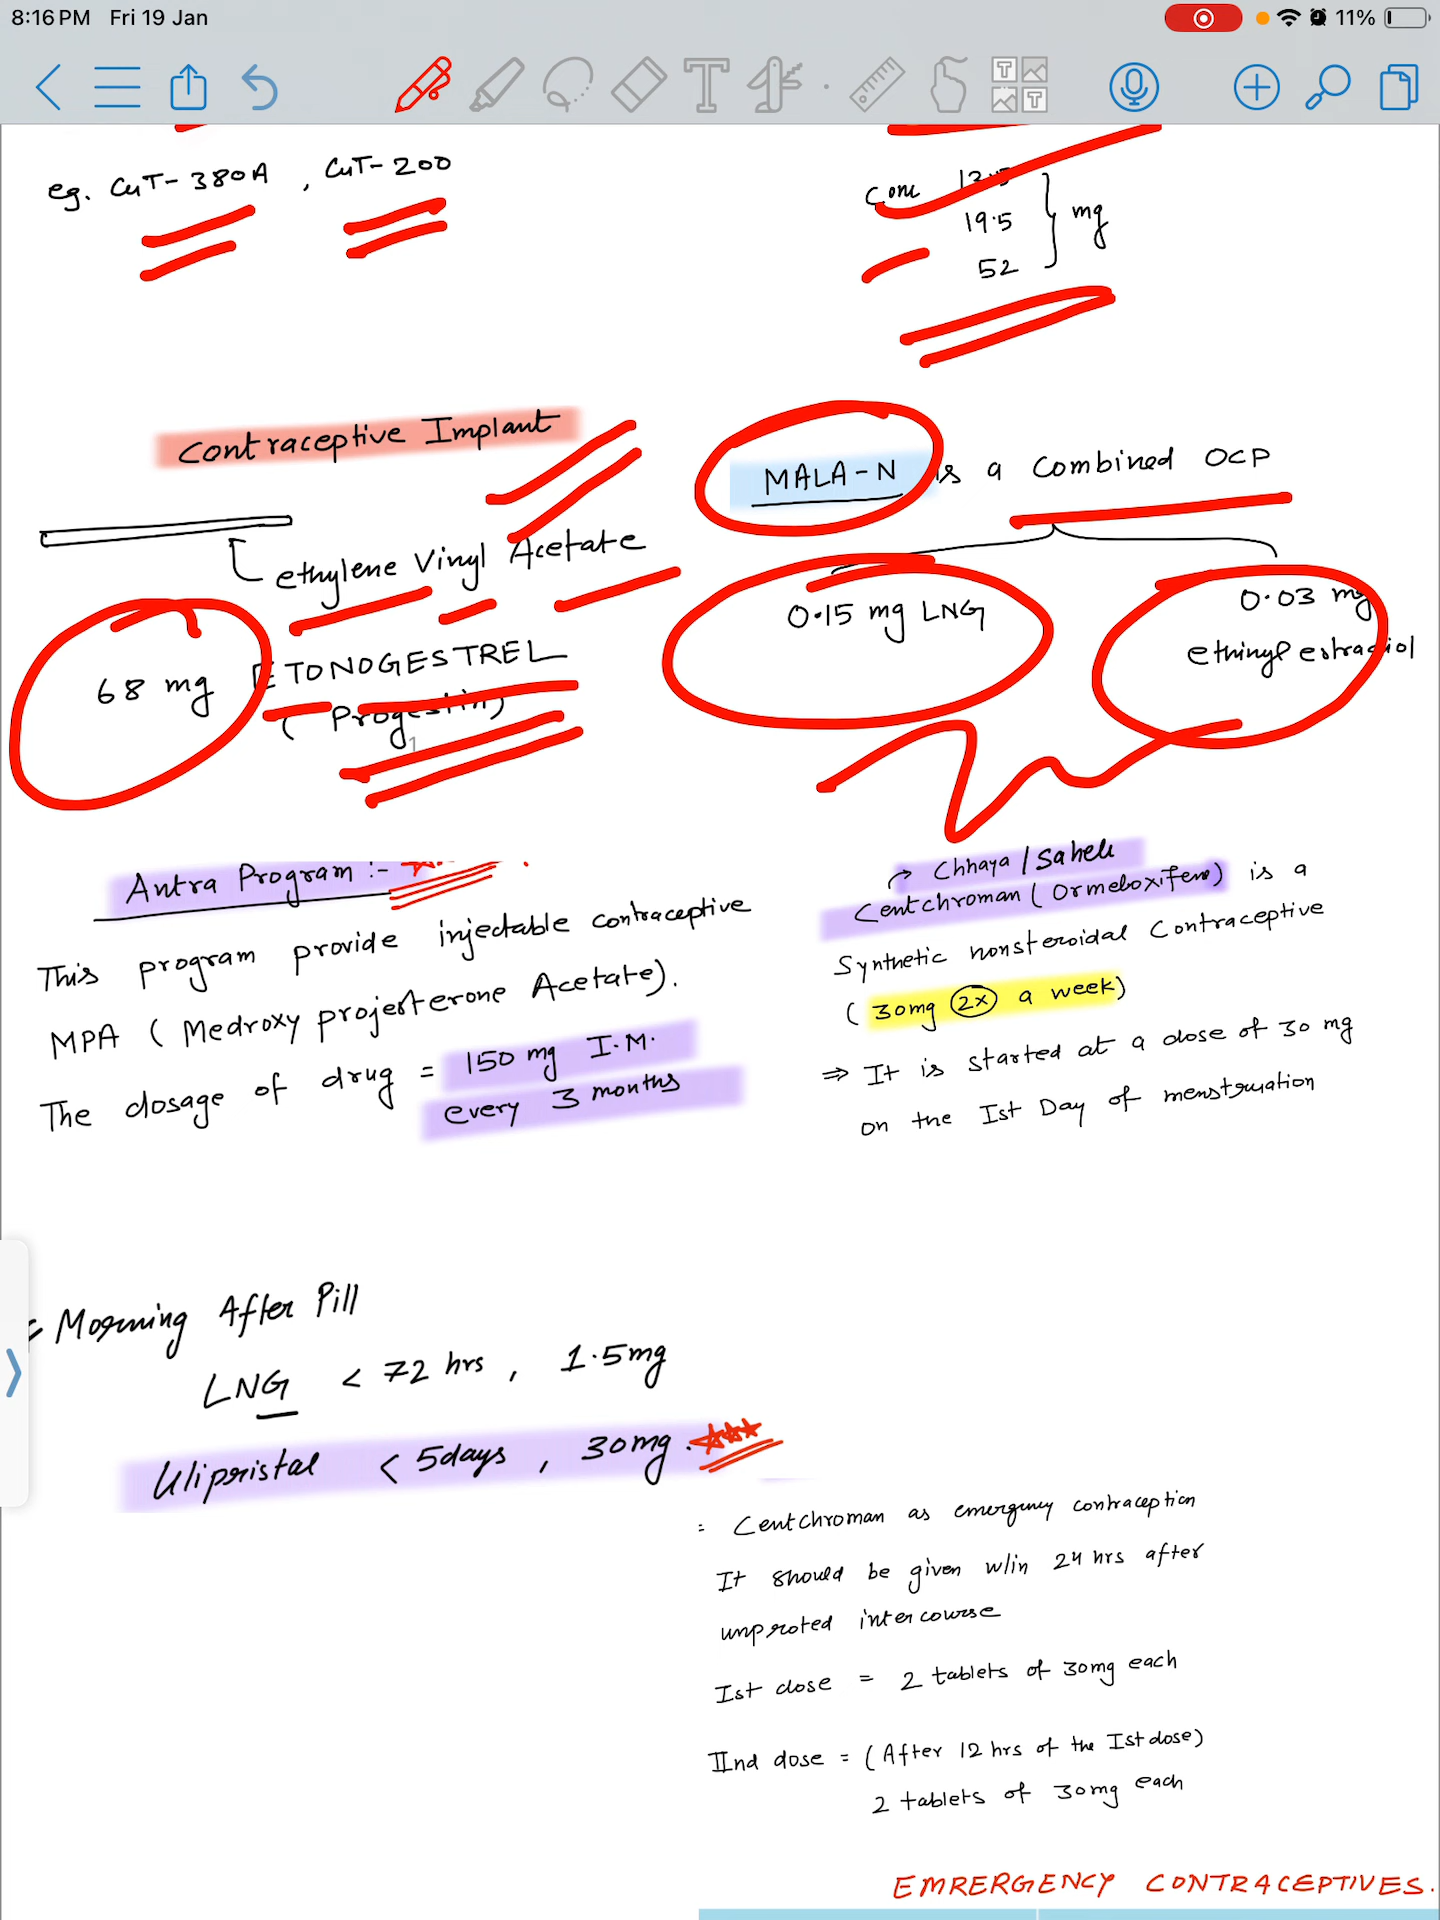 8:16 PM Fri 19 Jan
11%
eg. CuT-380A , CuT-200
Conc
19.5
52
mg
Contraceptive Implant
ethylene Vinyl Acetate
68 mg ETONOGESTREL
( Progestin)
1
MALA-N is a Combined OCP
0.15 mg LNG
0.03 mg
ethinyl estradiol
Antra Program :-
This program provide injectable contraceptive
MPA ( Medroxy projesterone Acetate).
The dosage of drug = 150 mg I.M.
every 3 months
→ Chhaya / Saheli
Centchroman ( Ormeloxifene) is a
Synthetic nonsteroidal Contraceptive
( 30mg 2x a week)
⇒ It is started at a dose of 30 mg
on the Ist Day of menstruation
= Morning After Pill
LNG < 72 hrs , 1.5mg
Ulipristal < 5days , 30mg.
= Centchroman as emergency contraception
It should be given w/in 24 hrs after
unproted intercourse
Ist dose = 2 tablets of 30mg each
IInd dose = (After 12 hrs of the Ist dose)
2 tablets of 30mg each
EMRERGENCY CONTRACEPTIVES.